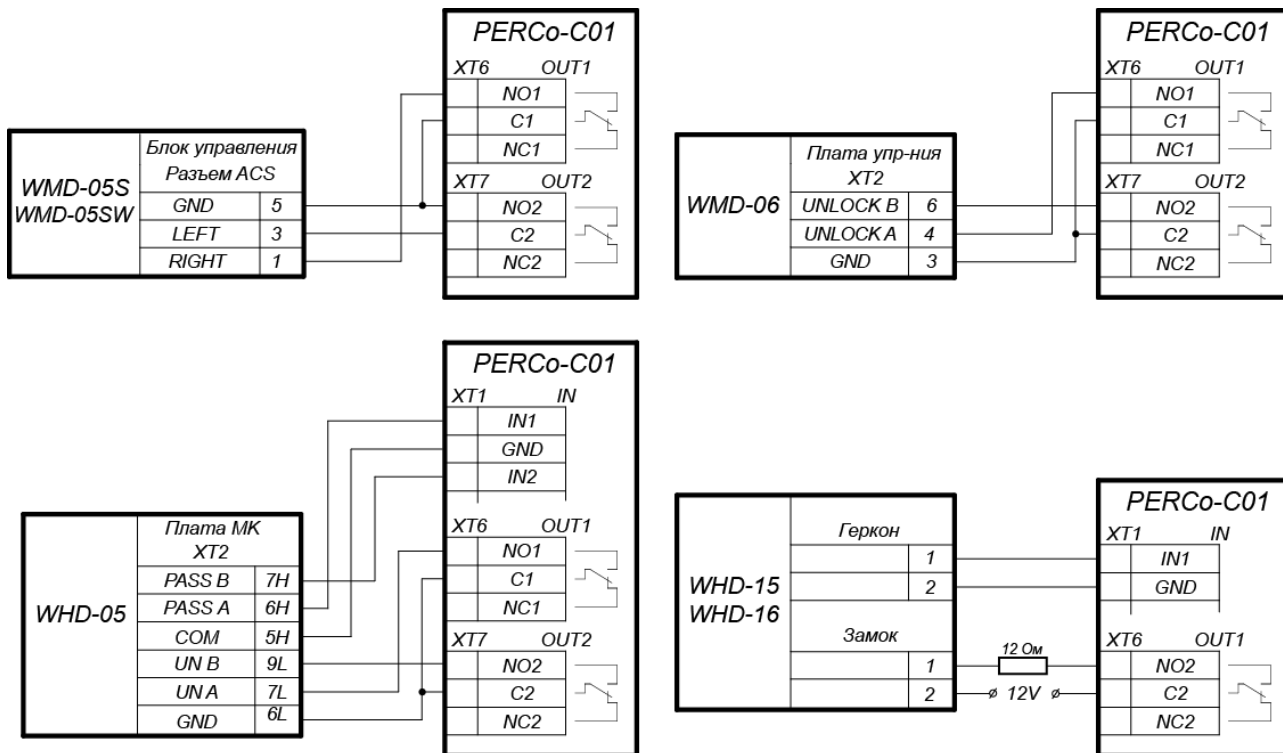 PERCo-C01
XT6 OUT1
NO1
C1
NC1
XT7 OUT2
NO2
C2
NC2
WMD-05S
WMD-05SW
Блок управления
Разъем ACS
GND 5
LEFT 3
RIGHT 1
PERCo-C01
XT6 OUT1
NO1
C1
NC1
XT7 OUT2
NO2
C2
NC2
WMD-06
Плата упр-ния
XT2
UNLOCK B 6
UNLOCK A 4
GND 3
PERCo-C01
XT1 IN
IN1
GND
IN2
XT6 OUT1
NO1
C1
NC1
XT7 OUT2
NO2
C2
NC2
WHD-05
Плата МК
XT2
PASS B 7H
PASS A 6H
COM 5H
UN B 9L
UN A 7L
GND 6L
PERCo-C01
XT1 IN
IN1
GND
XT6 OUT1
NO2
C2
NC2
WHD-15
WHD-16
Геркон
1
2
Замок
1
2
12 Ом
12V